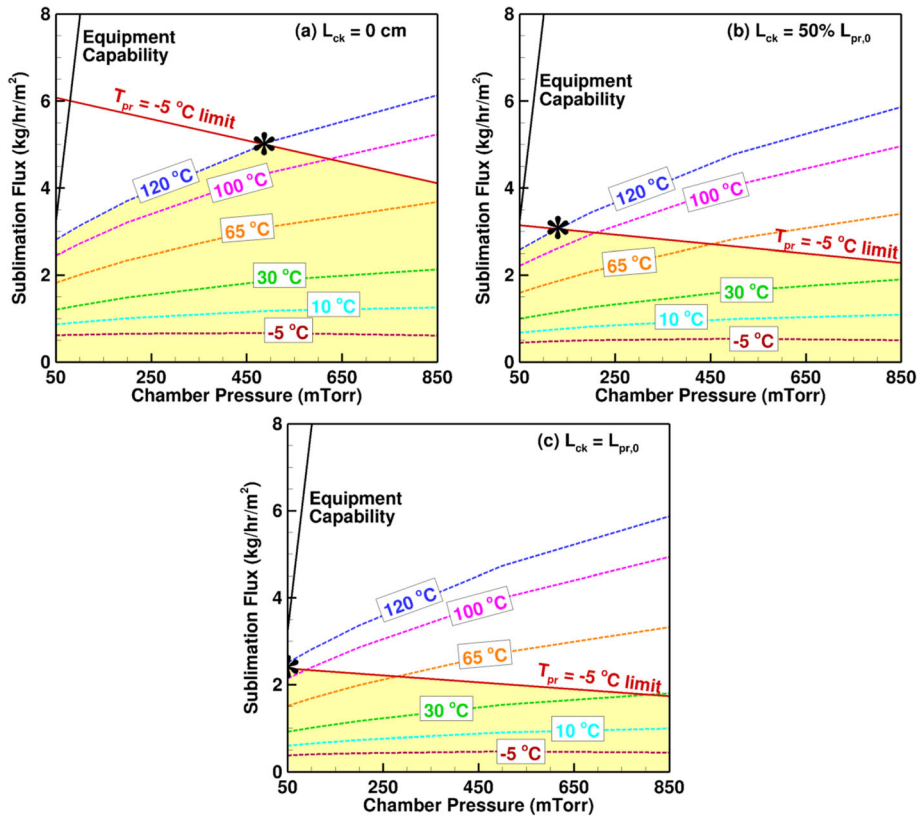 (a) L_ck = 0 cm
Equipment
Capability
T_pr = -5 °C limit
120 °C
100 °C
65 °C
30 °C
10 °C
-5 °C
Sublimation Flux (kg/hr/m²)
0
2
4
6
8
50
250
450
650
850
Chamber Pressure (mTorr)
(b) L_ck = 50% L_pr,0
Equipment
Capability
120 °C
100 °C
T_pr = -5 °C limit
65 °C
30 °C
10 °C
-5 °C
Sublimation Flux (kg/hr/m²)
0
2
4
6
8
50
250
450
650
850
Chamber Pressure (mTorr)
(c) L_ck = L_pr,0
Equipment
Capability
120 °C
100 °C
65 °C
T_pr = -5 °C limit
30 °C
10 °C
-5 °C
Sublimation Flux (kg/hr/m²)
0
2
4
6
8
50
250
450
650
850
Chamber Pressure (mTorr)